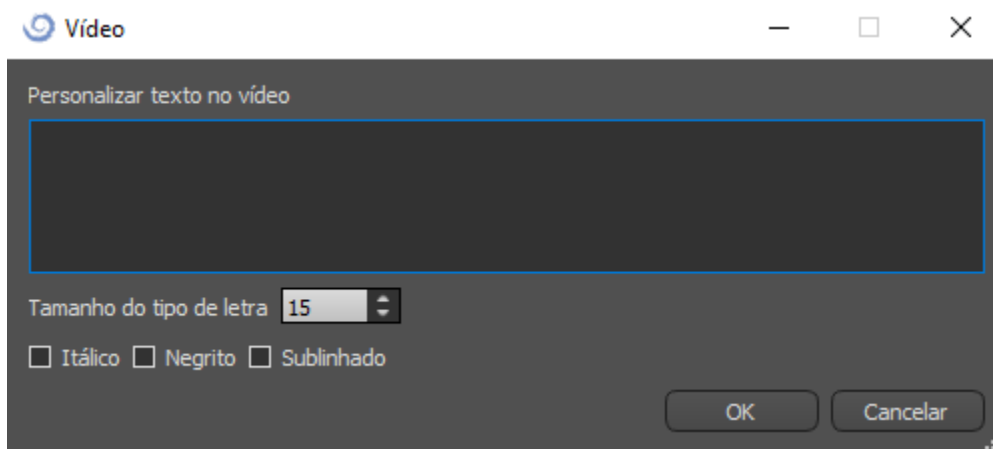 Vídeo
Personalizar texto no vídeo
Tamanho do tipo de letra 15
Itálico Negrito Sublinhado
OK Cancelar